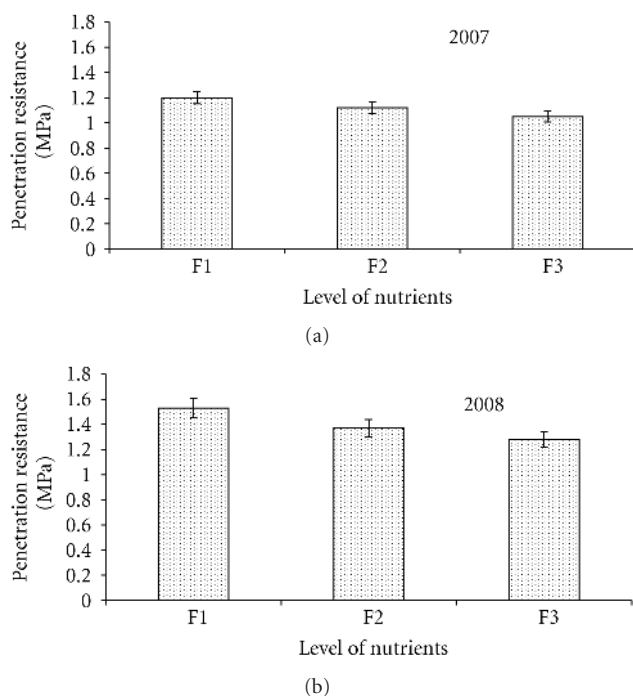 2007
Penetration resistance
(MPa)
1.8
1.6
1.4
1.2
1
0.8
0.6
0.4
0.2
0
F1 F2 F3
Level of nutrients
(a)
2008
Penetration resistance
(MPa)
1.8
1.6
1.4
1.2
1
0.8
0.6
0.4
0.2
0
F1 F2 F3
Level of nutrients
(b)